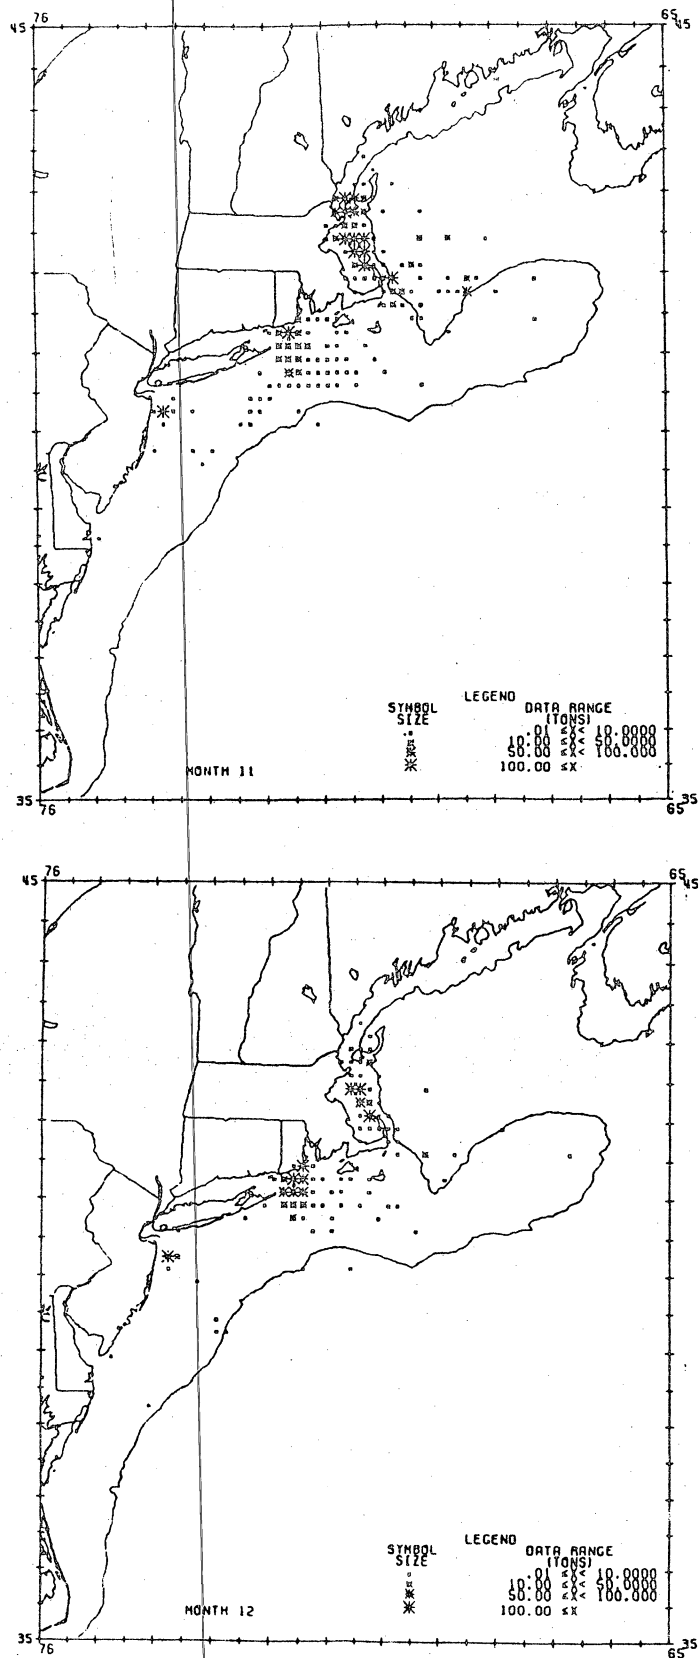 76
65
45
45
LEGEND
SYMBOL DATA RANGE
SIZE (TONS)
.01 ≤X< 10.0000
10.00 ≤X< 50.0000
50.00 ≤X< 100.000
100.00 ≤X
MONTH 11
35
35
76
65
76
65
45
45
LEGEND
SYMBOL DATA RANGE
SIZE (TONS)
.01 ≤X< 10.0000
10.00 ≤X< 50.0000
50.00 ≤X< 100.000
100.00 ≤X
MONTH 12
35
35
76
65